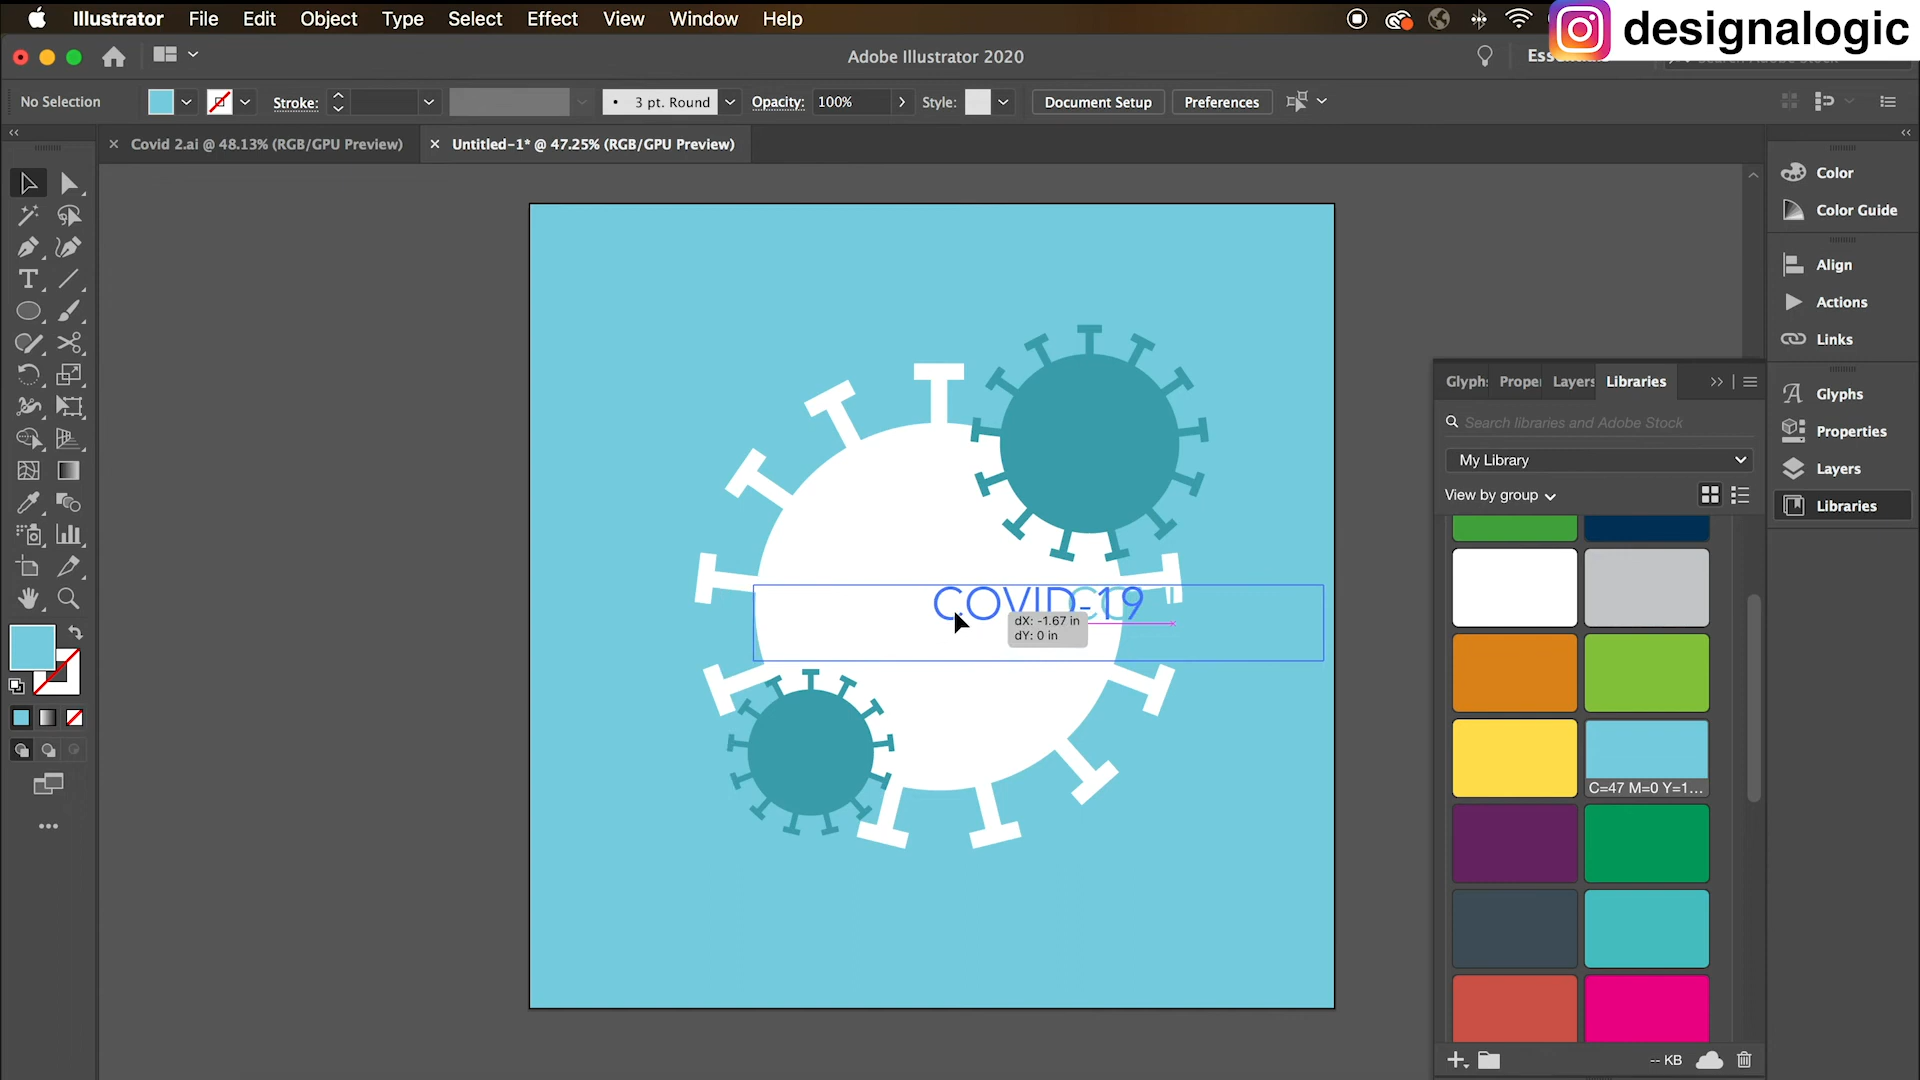 Illustrator File Edit Object Type Select Effect View Window Help
designalogic
Adobe Illustrator 2020
No Selection Stroke: 3 pt. Round Opacity: 100% Style: Document Setup Preferences
Covid 2.ai @ 48.13% (RGB/GPU Preview)
Untitled-1* @ 47.25% (RGB/GPU Preview)
Color
Color Guide
Align
Actions
Links
Glyphs
Properties
Layers
Libraries
Glyph Prope Layers Libraries
Search libraries and Adobe Stock
My Library
View by group
C=47 M=0 Y=1...
-- KB
COVID-19
dX: -1.67 in
dY: 0 in